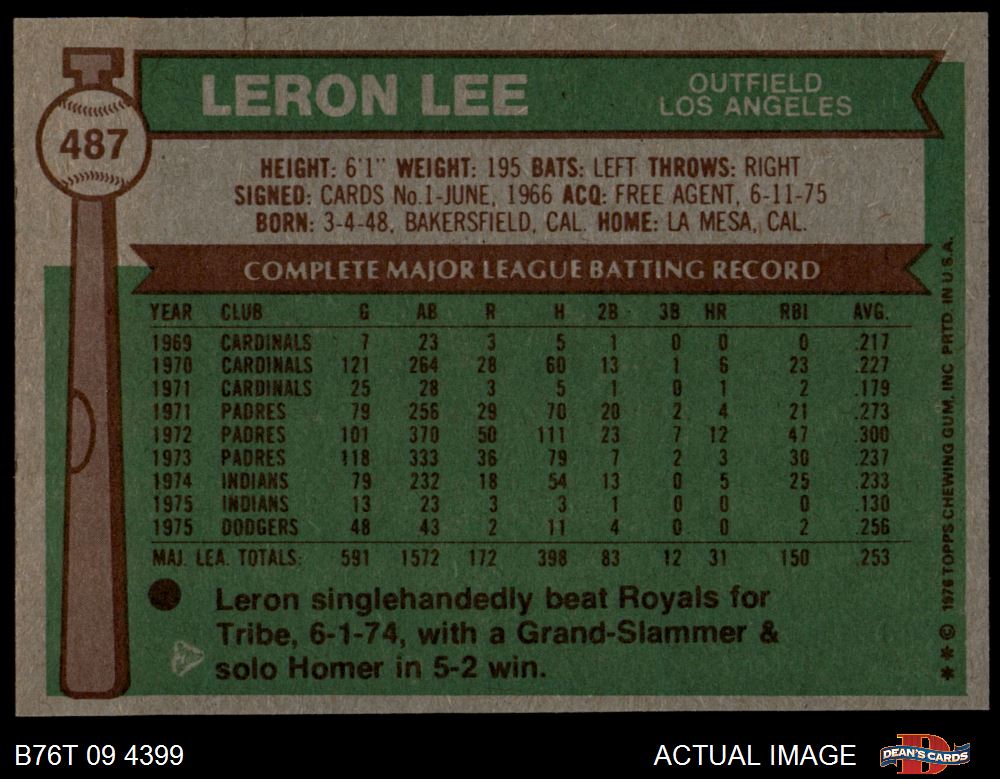 LERON LEE
OUTFIELD
LOS ANGELES
487
HEIGHT: 6'1" WEIGHT: 195 BATS: LEFT THROWS: RIGHT
SIGNED: CARDS No.1-JUNE, 1966 ACQ: FREE AGENT, 6-11-75
BORN: 3-4-48, BAKERSFIELD, CAL. HOME: LA MESA, CAL.
COMPLETE MAJOR LEAGUE BATTING RECORD
YEAR CLUB G AB R H 2B 3B HR RBI AVG.
1969 CARDINALS 7 23 3 5 1 0 0 0 .217
1970 CARDINALS 121 264 28 60 13 1 6 23 .227
1971 CARDINALS 25 28 3 5 1 0 1 2 .179
1971 PADRES 79 256 29 70 20 2 4 21 .273
1972 PADRES 101 370 50 111 23 7 12 47 .300
1973 PADRES 118 333 36 79 7 2 3 30 .237
1974 INDIANS 79 232 18 54 13 0 5 25 .233
1975 INDIANS 13 23 3 3 1 0 0 0 .130
1975 DODGERS 48 43 2 11 4 0 0 2 .256
MAJ. LEA. TOTALS: 591 1572 172 398 83 12 31 150 .253
Leron singlehandedly beat Royals for
Tribe, 6-1-74, with a Grand-Slammer &
solo Homer in 5-2 win.
*** © 1976 TOPPS CHEWING GUM, INC PRTD. IN U.S.A.
B76T 09 4399
ACTUAL IMAGE
D
DEAN'S CARDS